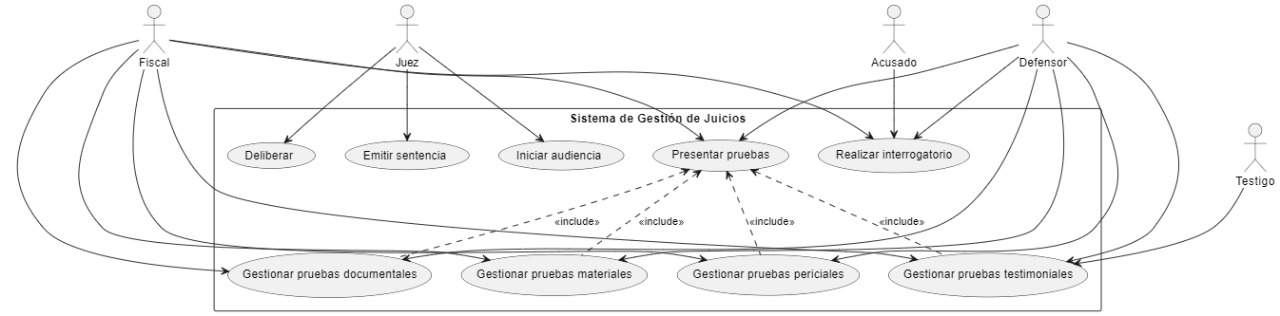 Fiscal
Juez
Acusado
Defensor
Sistema de Gestión de Juicios
Deliberar
Emitir sentencia
Iniciar audiencia
Presentar pruebas
Realizar interrogatorio
Testigo
«include»
«include»
«include»
«include»
Gestionar pruebas documentales
Gestionar pruebas materiales
Gestionar pruebas periciales
Gestionar pruebas testimoniales